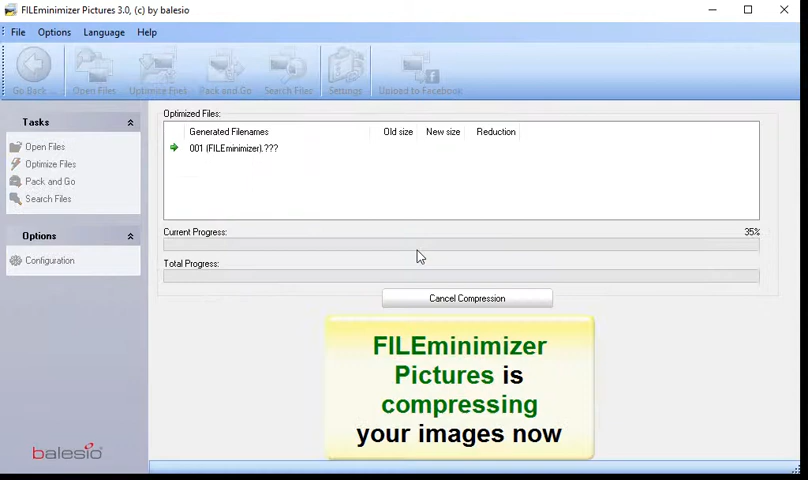 FILEminimizer Pictures 3.0, (c) by balesio
File Options Language Help
Go Back ... Open Files Optimize Files Pack and Go Search Files Settings Upload to Facebook
Tasks
Open Files
Optimize Files
Pack and Go
Search Files
Options
Configuration
balesio
Optimized Files:
Generated Filenames Old size New size Reduction
001 (FILEminimizer).???
Current Progress: 35%
Total Progress:
Cancel Compression
FILEminimizer
Pictures is
compressing
your images now